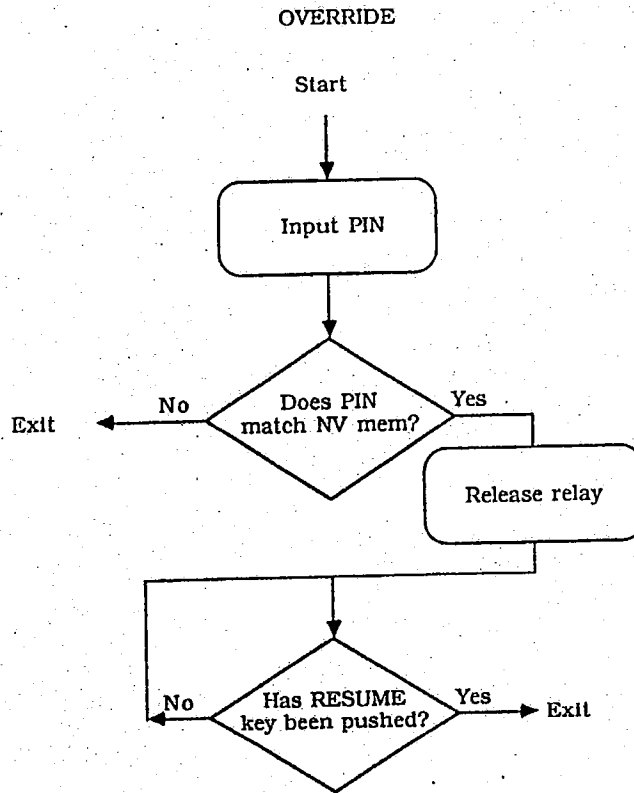 OVERRIDE
Start
Input PIN
Does PIN
match NV mem?
No
Yes
Exit
Release relay
Has RESUME
key been pushed?
No
Yes
Exit